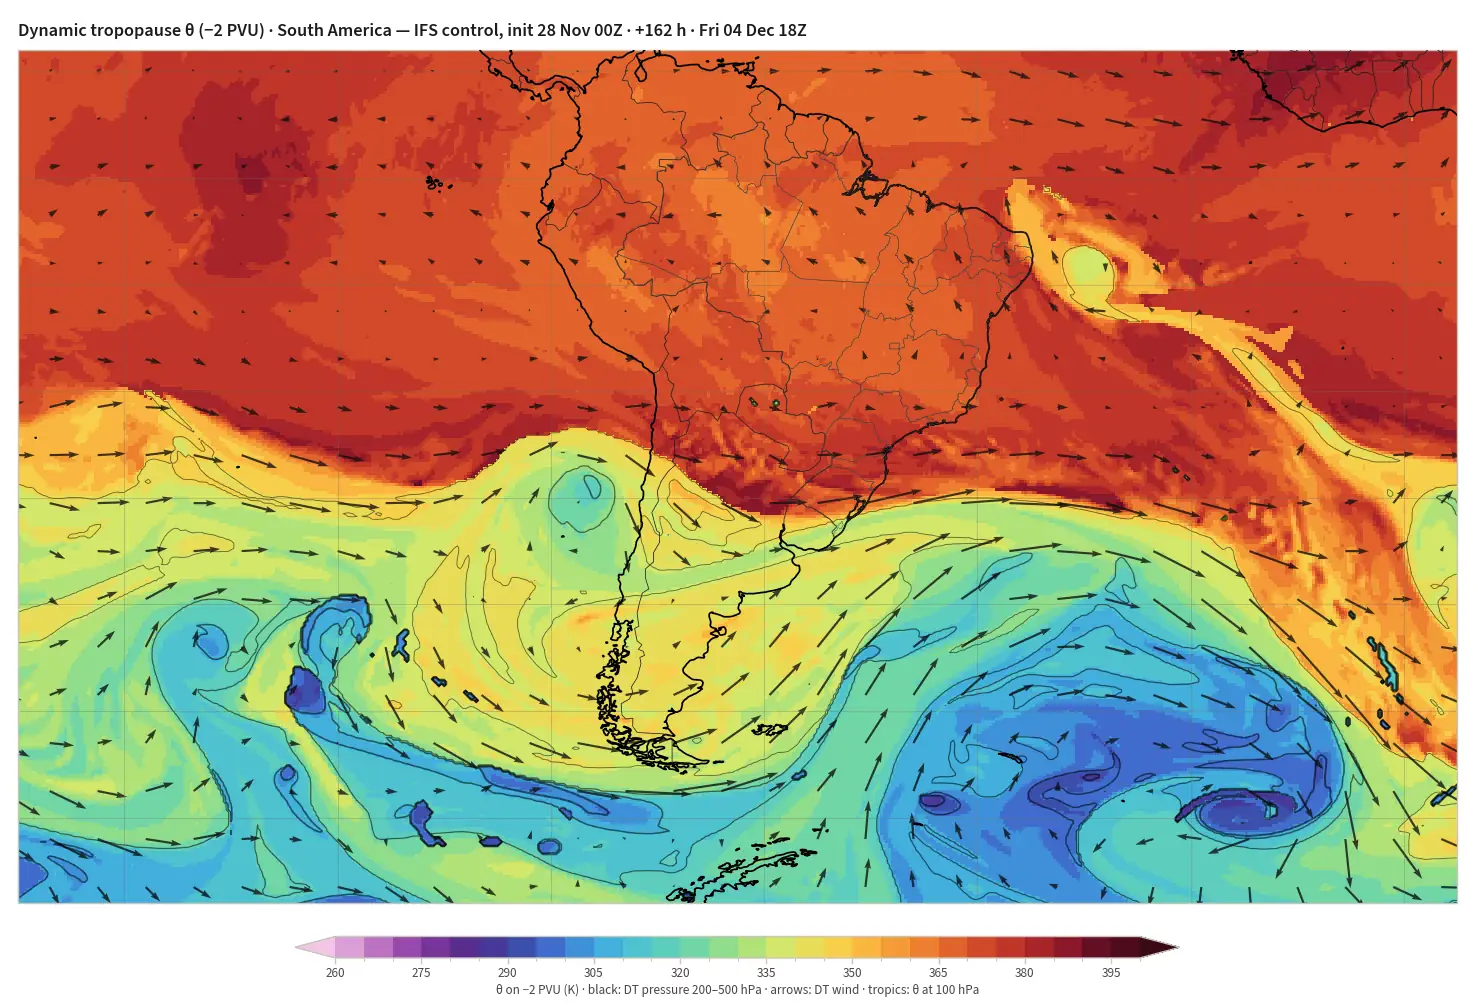 Dynamic tropopause θ (−2 PVU) · South America — IFS control, init 28 Nov 00Z · +162 h · Fri 04 Dec 18Z
260 275 290 305 320 335 350 365 380 395
θ on −2 PVU (K) · black: DT pressure 200–500 hPa · arrows: DT wind · tropics: θ at 100 hPa